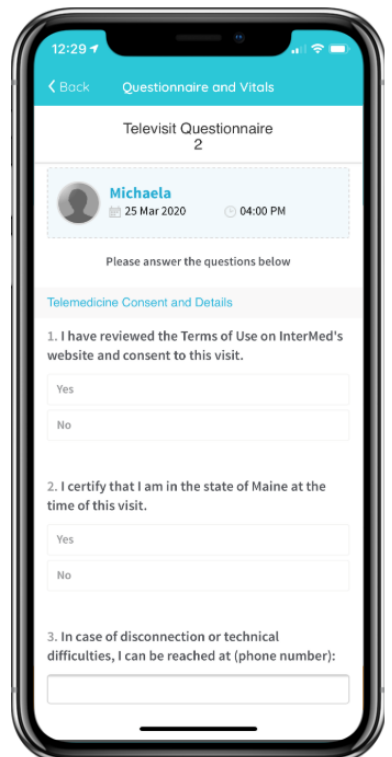 12:29
Back Questionnaire and Vitals
Televisit Questionnaire
2
Michaela
25 Mar 2020 04:00 PM
Please answer the questions below
Telemedicine Consent and Details
1. I have reviewed the Terms of Use on InterMed's
website and consent to this visit.
Yes
No
2. I certify that I am in the state of Maine at the
time of this visit.
Yes
No
3. In case of disconnection or technical
difficulties, I can be reached at (phone number):